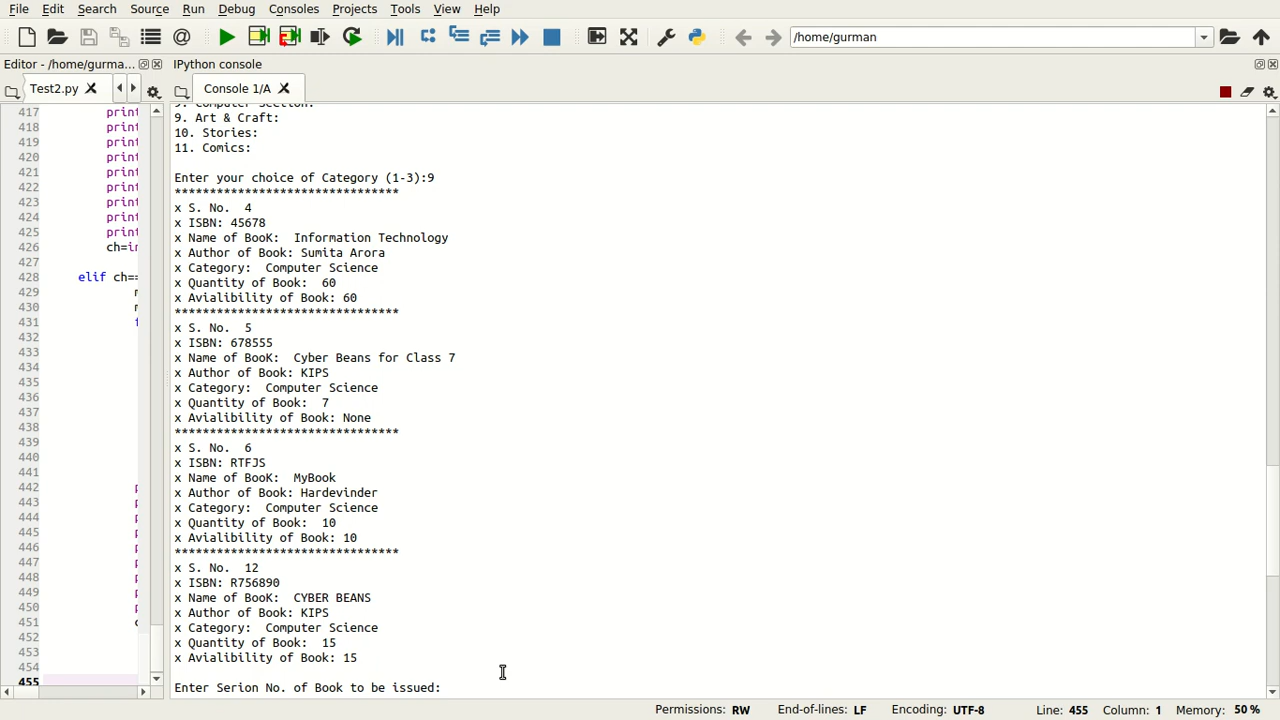 File Edit Search Source Run Debug Consoles Projects Tools View Help
/home/gurman
Editor - /home/gurma...
IPython console
Test2.py
Console 1/A
9. Art & Craft:
10. Stories:
11. Comics:
Enter your choice of Category (1-3):9
********************************
x S. No.  4
x ISBN: 45678
x Name of BooK:  Information Technology
x Author of Book: Sumita Arora
x Category:  Computer Science
x Quantity of Book:  60
x Avialibility of Book: 60
********************************
x S. No.  5
x ISBN: 678555
x Name of BooK:  Cyber Beans for Class 7
x Author of Book: KIPS
x Category:  Computer Science
x Quantity of Book:  7
x Avialibility of Book: None
********************************
x S. No.  6
x ISBN: RTFJS
x Name of BooK:  MyBook
x Author of Book: Hardevinder
x Category:  Computer Science
x Quantity of Book:  10
x Avialibility of Book: 10
********************************
x S. No.  12
x ISBN: R756890
x Name of BooK:  CYBER BEANS
x Author of Book: KIPS
x Category:  Computer Science
x Quantity of Book:  15
x Avialibility of Book: 15
Enter Serion No. of Book to be issued:
417 print
418 print
419 print
420 print
421 print
422 print
423 print
424 print
425 print
426 ch=in
427
428 elif ch==
429
430
431
432
433
434
435
436
437
438
439
440
441
442
443
444
445
446
447
448
449
450
451
452
453
454
455
Permissions: RW End-of-lines: LF Encoding: UTF-8 Line: 455 Column: 1 Memory: 50 %